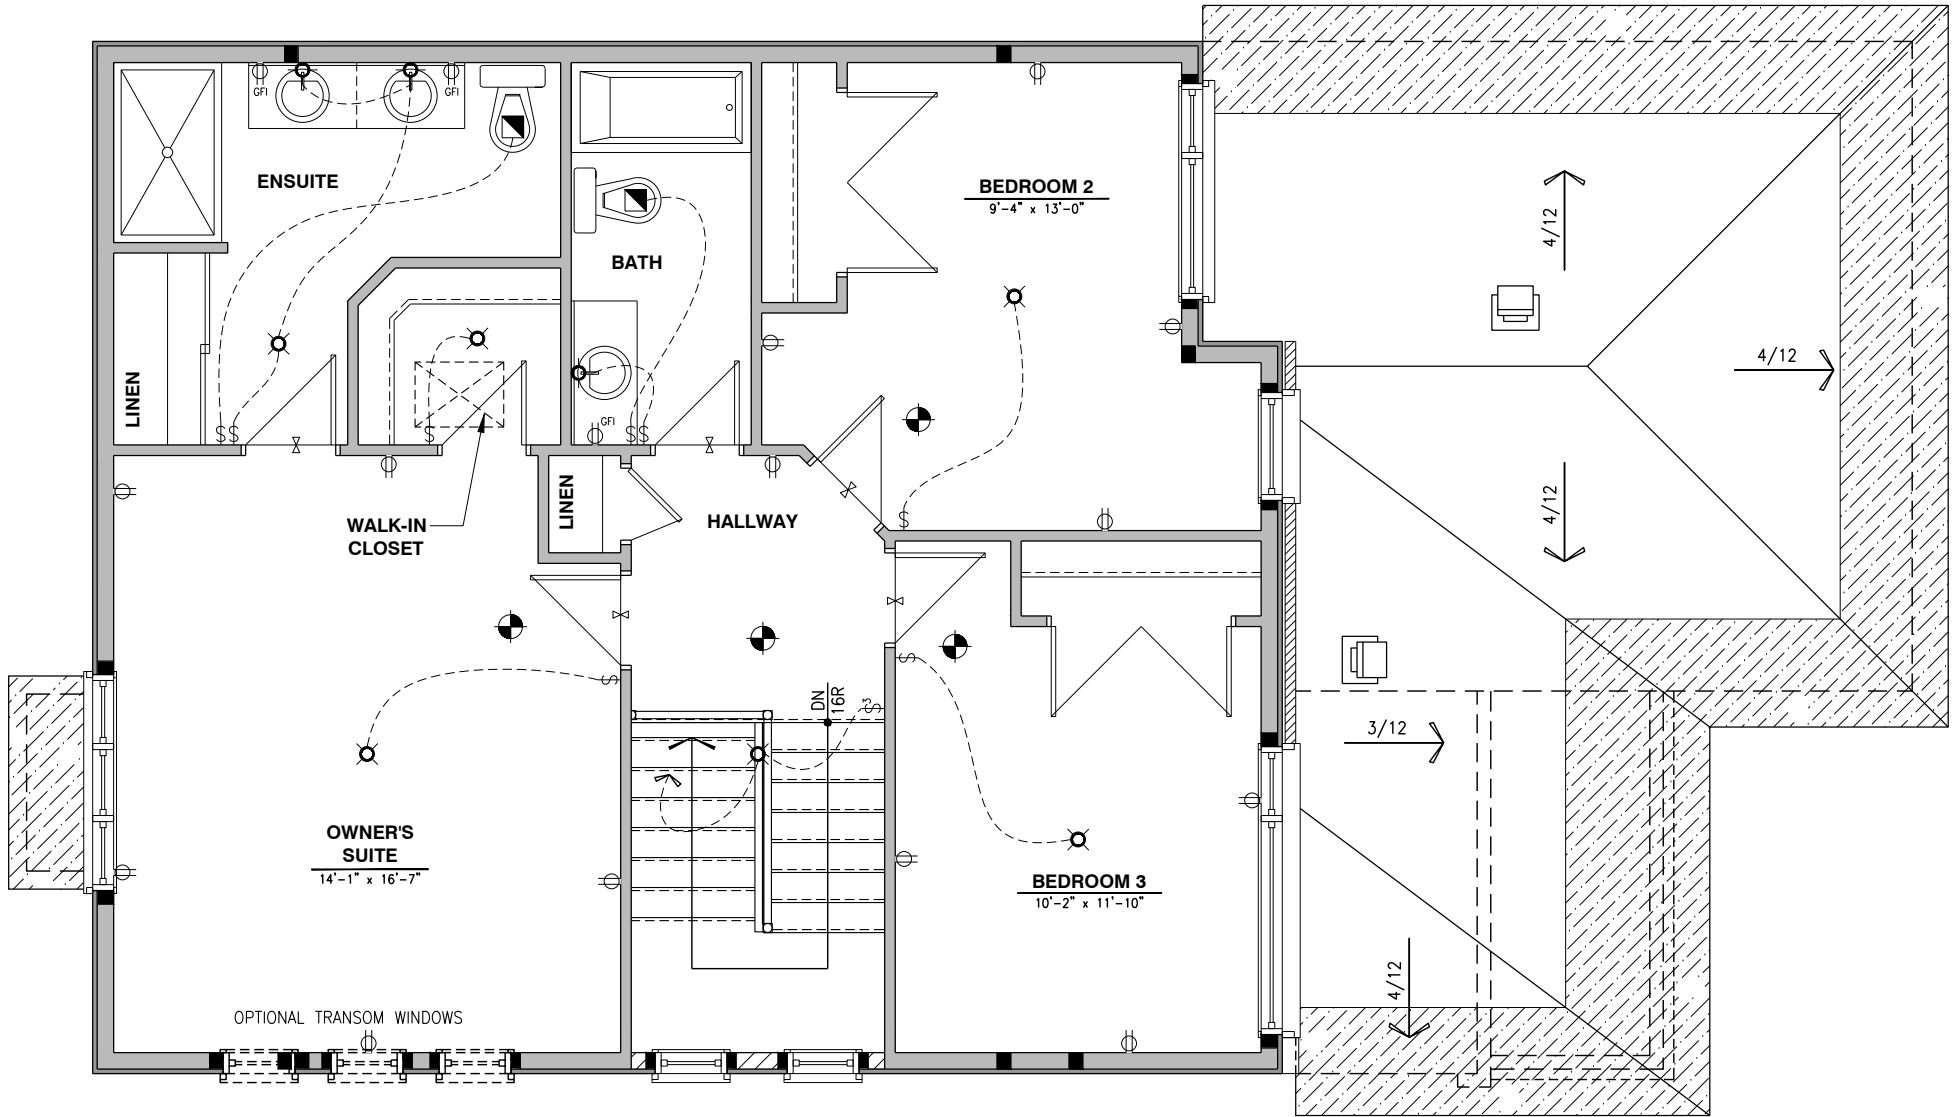 GFI
GFI
ENSUITE
BEDROOM 2
9'-4" x 13'-0"
4/12
BATH
4/12
LINEN
GFI
S S
S
S S
LINEN
WALK-IN
CLOSET
HALLWAY
S
4/12
S
S
DN
16R
S3
3/12
OWNER'S
SUITE
14'-1" x 16'-7"
BEDROOM 3
10'-2" x 11'-10"
4/12
OPTIONAL TRANSOM WINDOWS